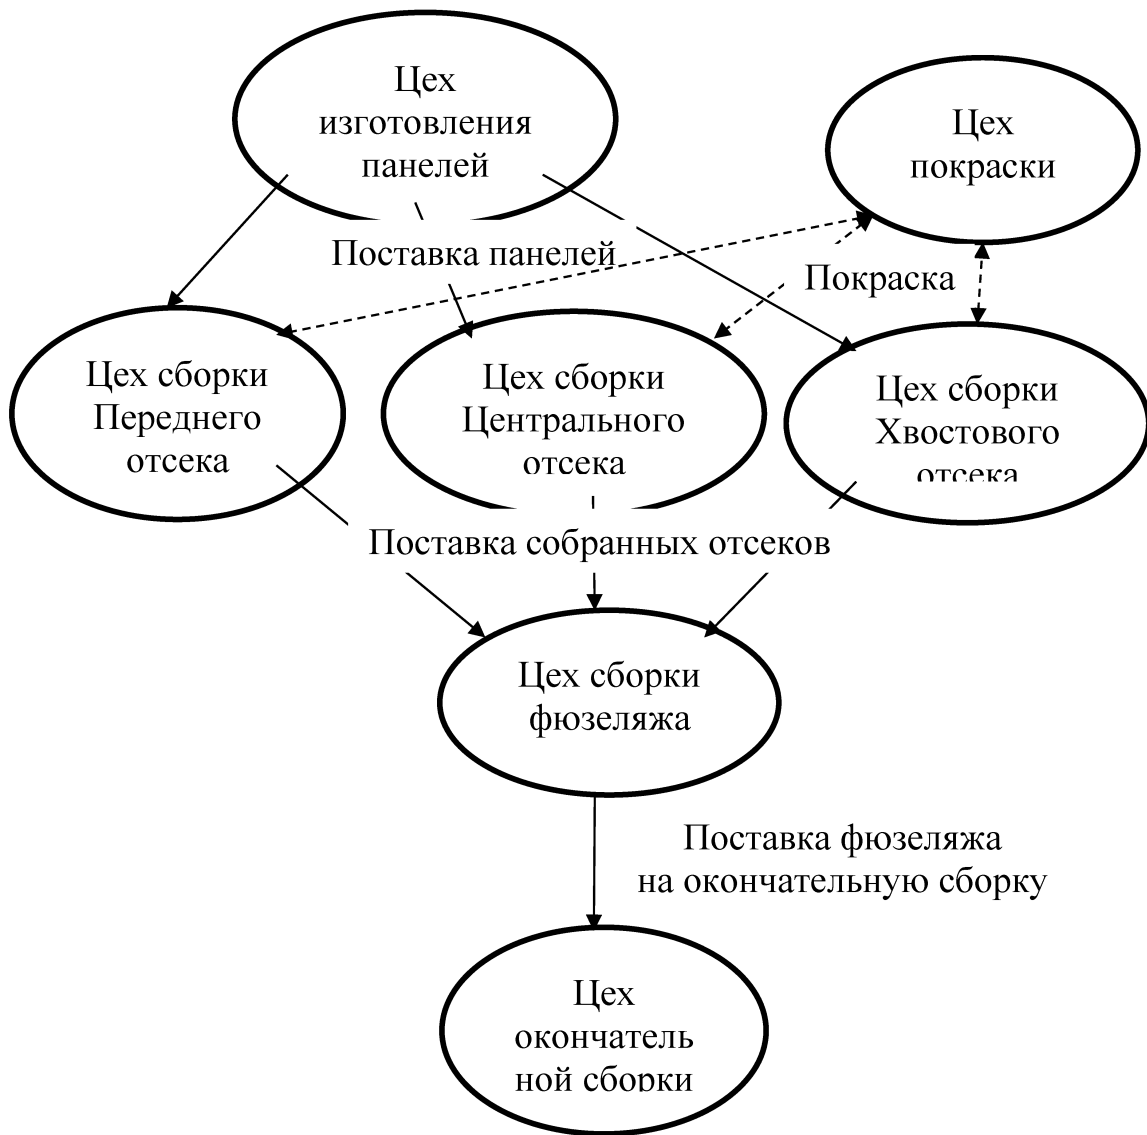 Цех
изготовления
панелей
Цех
покраски
Поставка панелей
Покраска
Цех сборки
Переднего
отсека
Цех сборки
Центрального
отсека
Цех сборки
Хвостового
отсека
Поставка собранных отсеков
Цех сборки
фюзеляжа
Поставка фюзеляжа
на окончательную сборку
Цех
окончатель
ной сборки